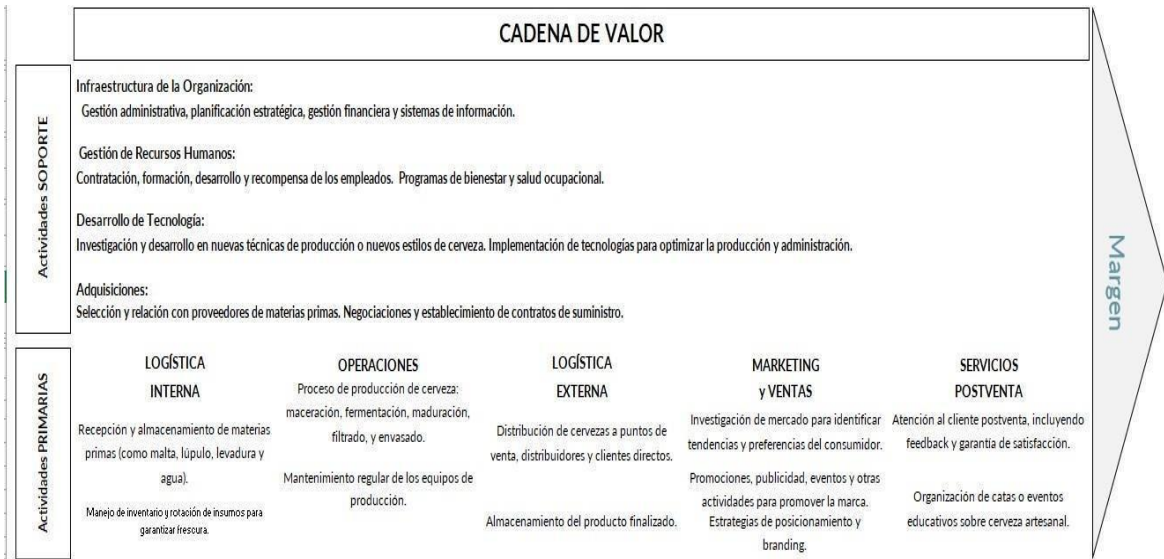 CADENA DE VALOR
Actividades SOPORTE
Infraestructura de la Organización:
Gestión administrativa, planificación estratégica, gestión financiera y sistemas de información.
Gestión de Recursos Humanos:
Contratación, formación, desarrollo y recompensa de los empleados. Programas de bienestar y salud ocupacional.
Desarrollo de Tecnología:
Investigación y desarrollo en nuevas técnicas de producción o nuevos estilos de cerveza. Implementación de tecnologías para optimizar la producción y administración.
Adquisiciones:
Selección y relación con proveedores de materias primas. Negociaciones y establecimiento de contratos de suministro.
Margen
Actividades PRIMARIAS
LOGÍSTICA
INTERNA
Recepción y almacenamiento de materias
primas (como malta, lúpulo, levadura y
agua).
Manejo de inventario y rotación de insumos para
garantizar frescura.
OPERACIONES
Proceso de producción de cerveza:
maceración, fermentación, maduración,
filtrado, y envasado.
Mantenimiento regular de los equipos de
producción.
LOGÍSTICA
EXTERNA
Distribución de cervezas a puntos de
venta, distribuidores y clientes directos.
Almacenamiento del producto finalizado.
MARKETING
y VENTAS
Investigación de mercado para identificar
tendencias y preferencias del consumidor.
Promociones, publicidad, eventos y otras
actividades para promover la marca.
Estrategias de posicionamiento y
branding.
SERVICIOS
POSTVENTA
Atención al cliente postventa, incluyendo
feedback y garantía de satisfacción.
Organización de catas o eventos
educativos sobre cerveza artesanal.